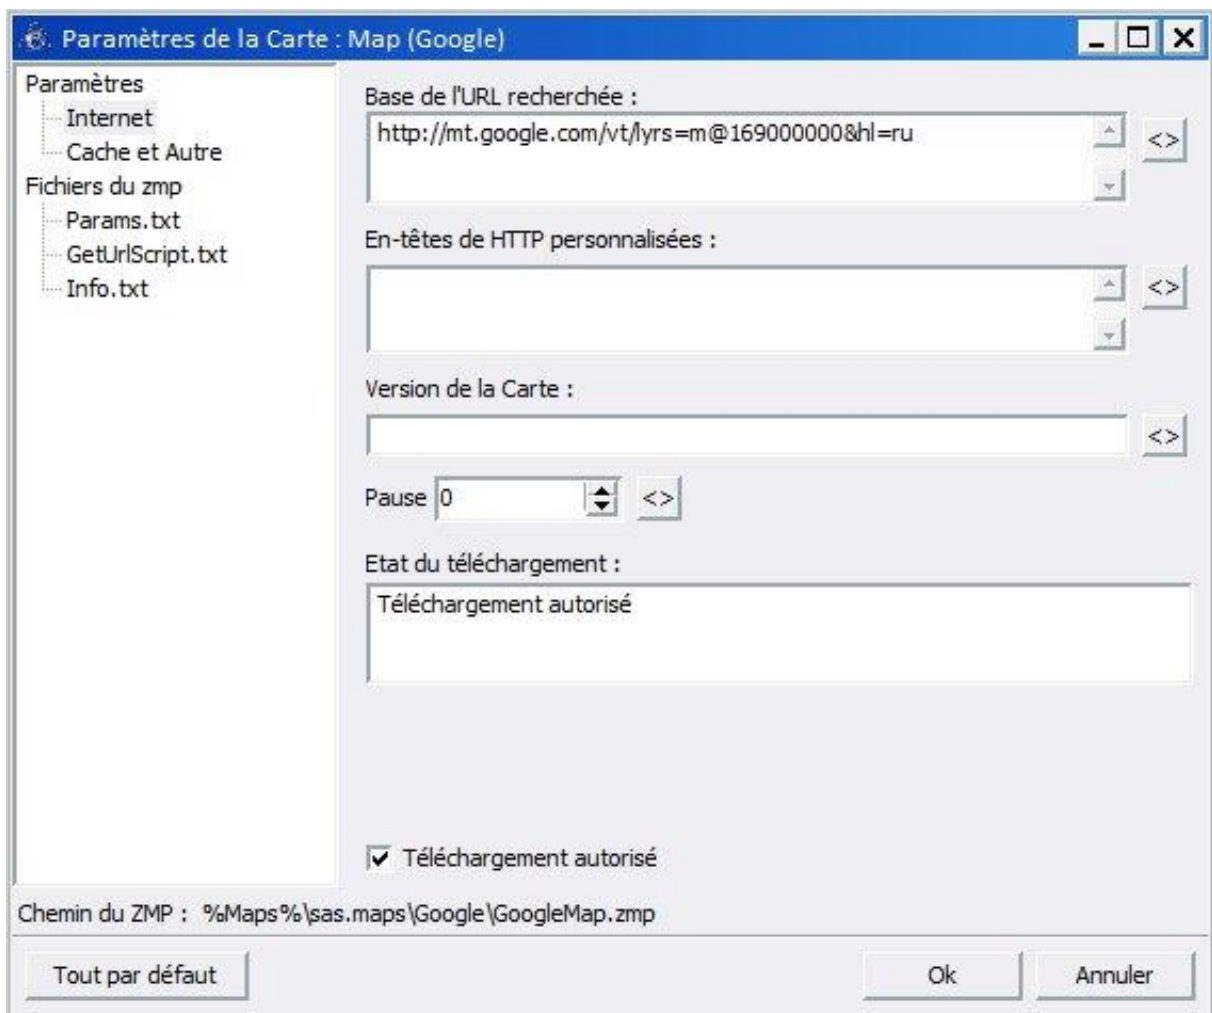 Paramètres de la Carte : Map (Google)
Paramètres
Internet
Cache et Autre
Fichiers du zmp
Params.txt
GetUrlScript.txt
Info.txt
Base de l'URL recherchée :
http://mt.google.com/vt/lyrs=m@169000000&hl=ru
<>
En-têtes de HTTP personnalisées :
<>
Version de la Carte :
<>
Pause 0 <>
Etat du téléchargement :
Téléchargement autorisé
Téléchargement autorisé
Chemin du ZMP : %Maps%\sas.maps\Google\GoogleMap.zmp
Tout par défaut Ok Annuler